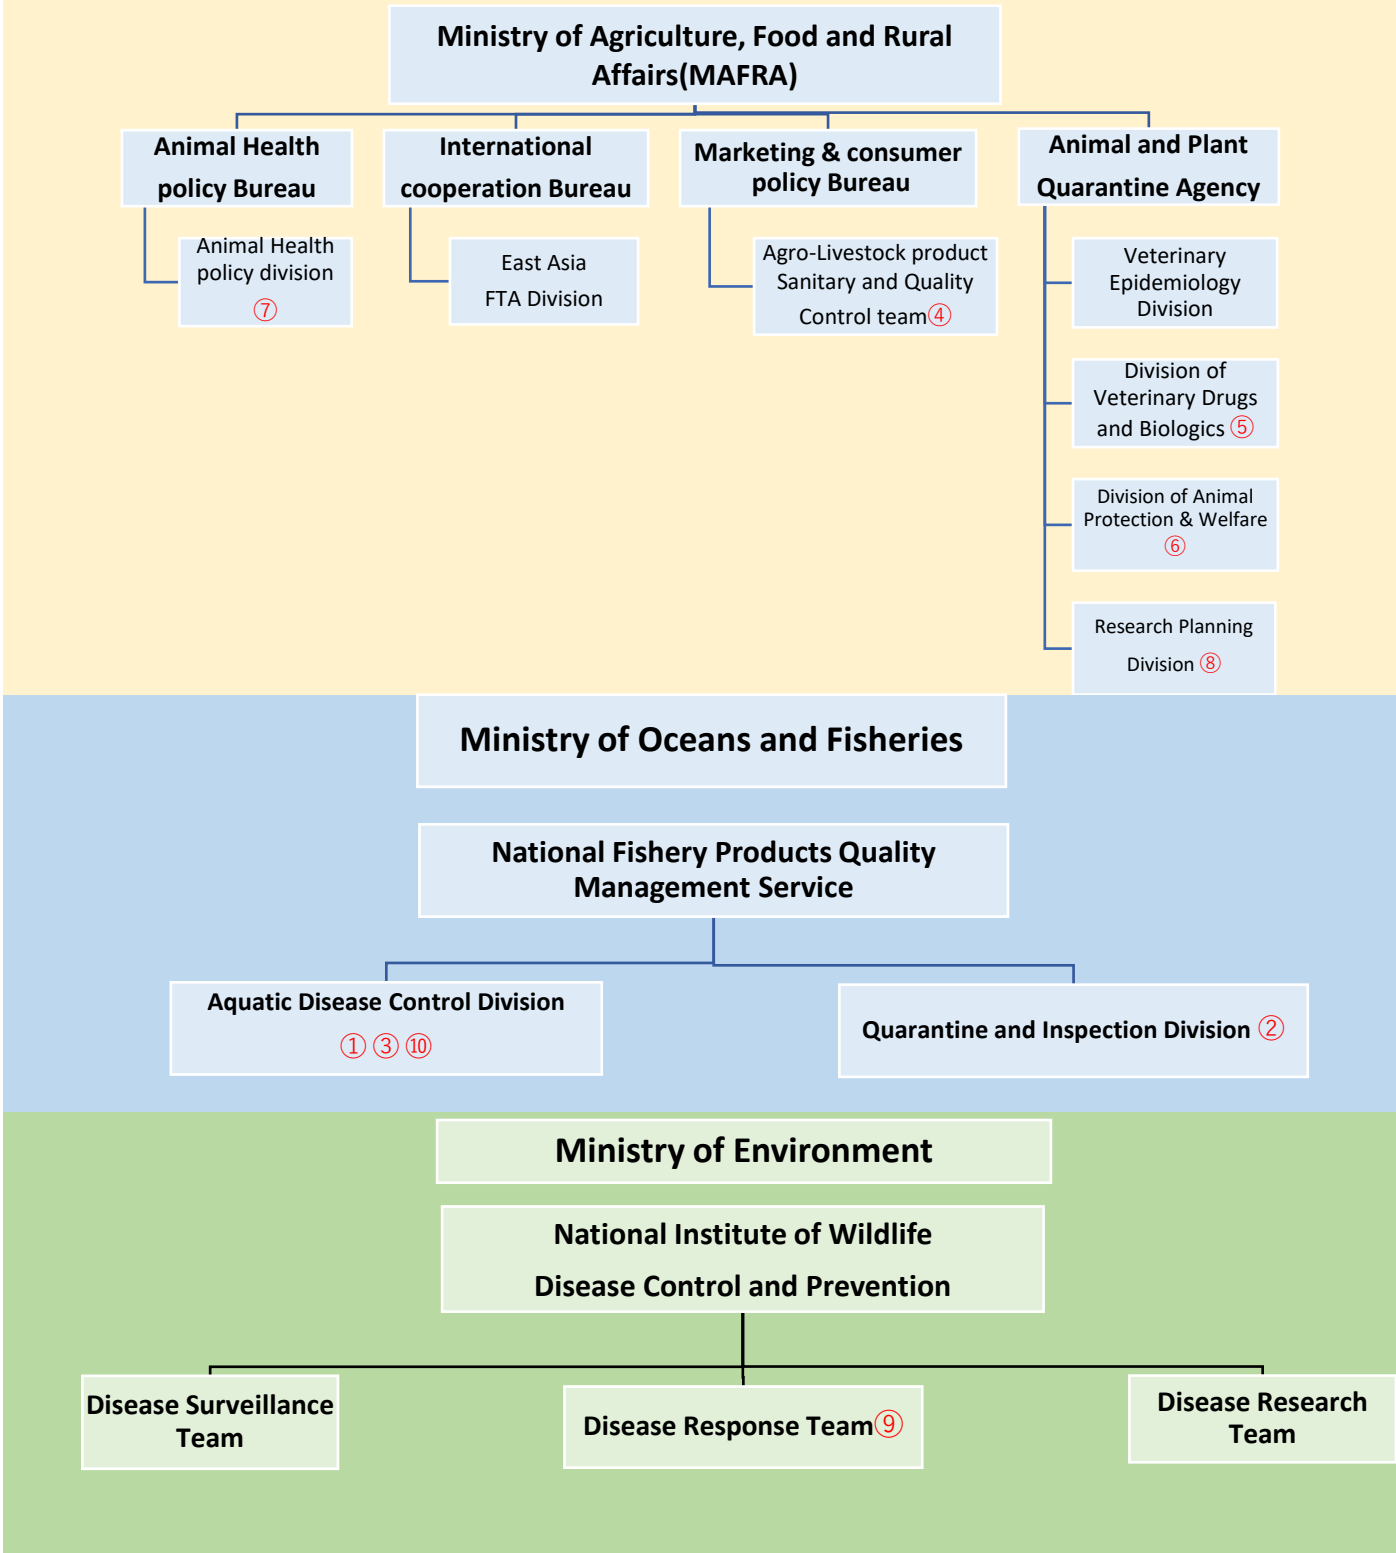 Ministry of Agriculture, Food and Rural
Affairs(MAFRA)
Animal Health
policy Bureau
International
cooperation Bureau
Marketing & consumer
policy Bureau
Animal and Plant
Quarantine Agency
Animal Health
policy division
⑦
East Asia
FTA Division
Agro-Livestock product
Sanitary and Quality
Control team④
Veterinary
Epidemiology
Division
Division of
Veterinary Drugs
and Biologics ⑤
Division of Animal
Protection & Welfare
⑥
Research Planning
Division ⑧
Ministry of Oceans and Fisheries
National Fishery Products Quality
Management Service
Aquatic Disease Control Division
① ③ ⑩
Quarantine and Inspection Division ②
Ministry of Environment
National Institute of Wildlife
Disease Control and Prevention
Disease Surveillance
Team
Disease Response Team⑨
Disease Research
Team